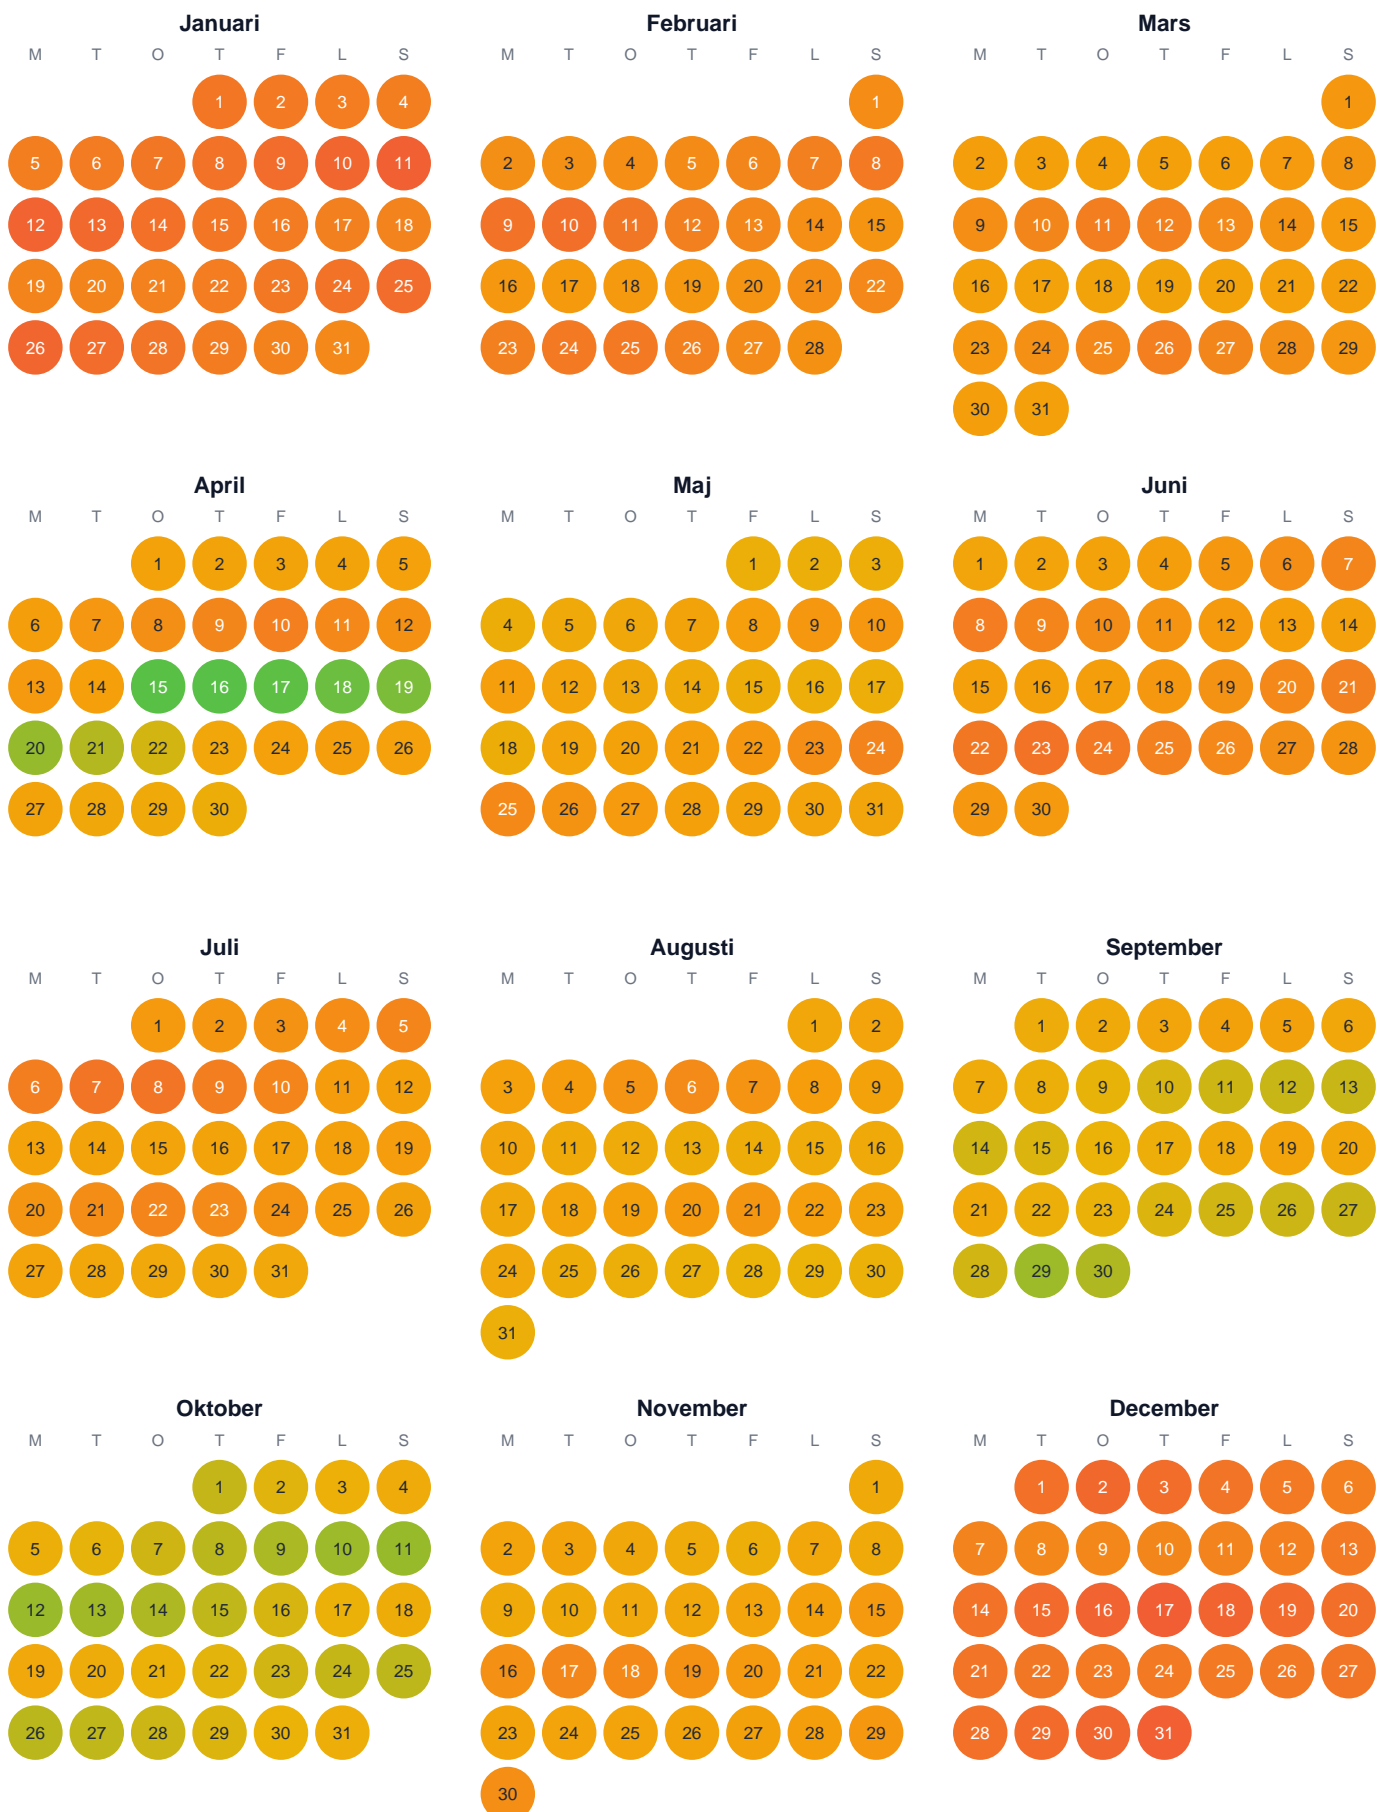 Januari Februari Mars
M T O T F L S M T O T F L S M T O T F L S
1 2 3 4 1 1
5 6 7 8 9 10 11 2 3 4 5 6 7 8 2 3 4 5 6 7 8
12 13 14 15 16 17 18 9 10 11 12 13 14 15 9 10 11 12 13 14 15
19 20 21 22 23 24 25 16 17 18 19 20 21 22 16 17 18 19 20 21 22
26 27 28 29 30 31 23 24 25 26 27 28 23 24 25 26 27 28 29
30 31
April Maj Juni
M T O T F L S M T O T F L S M T O T F L S
1 2 3 4 5 1 2 3 1 2 3 4 5 6 7
6 7 8 9 10 11 12 4 5 6 7 8 9 10 8 9 10 11 12 13 14
13 14 15 16 17 18 19 11 12 13 14 15 16 17 15 16 17 18 19 20 21
20 21 22 23 24 25 26 18 19 20 21 22 23 24 22 23 24 25 26 27 28
27 28 29 30 25 26 27 28 29 30 31 29 30
Juli Augusti September
M T O T F L S M T O T F L S M T O T F L S
1 2 3 4 5 1 2 1 2 3 4 5 6
6 7 8 9 10 11 12 3 4 5 6 7 8 9 7 8 9 10 11 12 13
13 14 15 16 17 18 19 10 11 12 13 14 15 16 14 15 16 17 18 19 20
20 21 22 23 24 25 26 17 18 19 20 21 22 23 21 22 23 24 25 26 27
27 28 29 30 31 24 25 26 27 28 29 30 28 29 30
31
Oktober November December
M T O T F L S M T O T F L S M T O T F L S
1 2 3 4 1 1 2 3 4 5 6
5 6 7 8 9 10 11 2 3 4 5 6 7 8 7 8 9 10 11 12 13
12 13 14 15 16 17 18 9 10 11 12 13 14 15 14 15 16 17 18 19 20
19 20 21 22 23 24 25 16 17 18 19 20 21 22 21 22 23 24 25 26 27
26 27 28 29 30 31 23 24 25 26 27 28 29 28 29 30 31
30